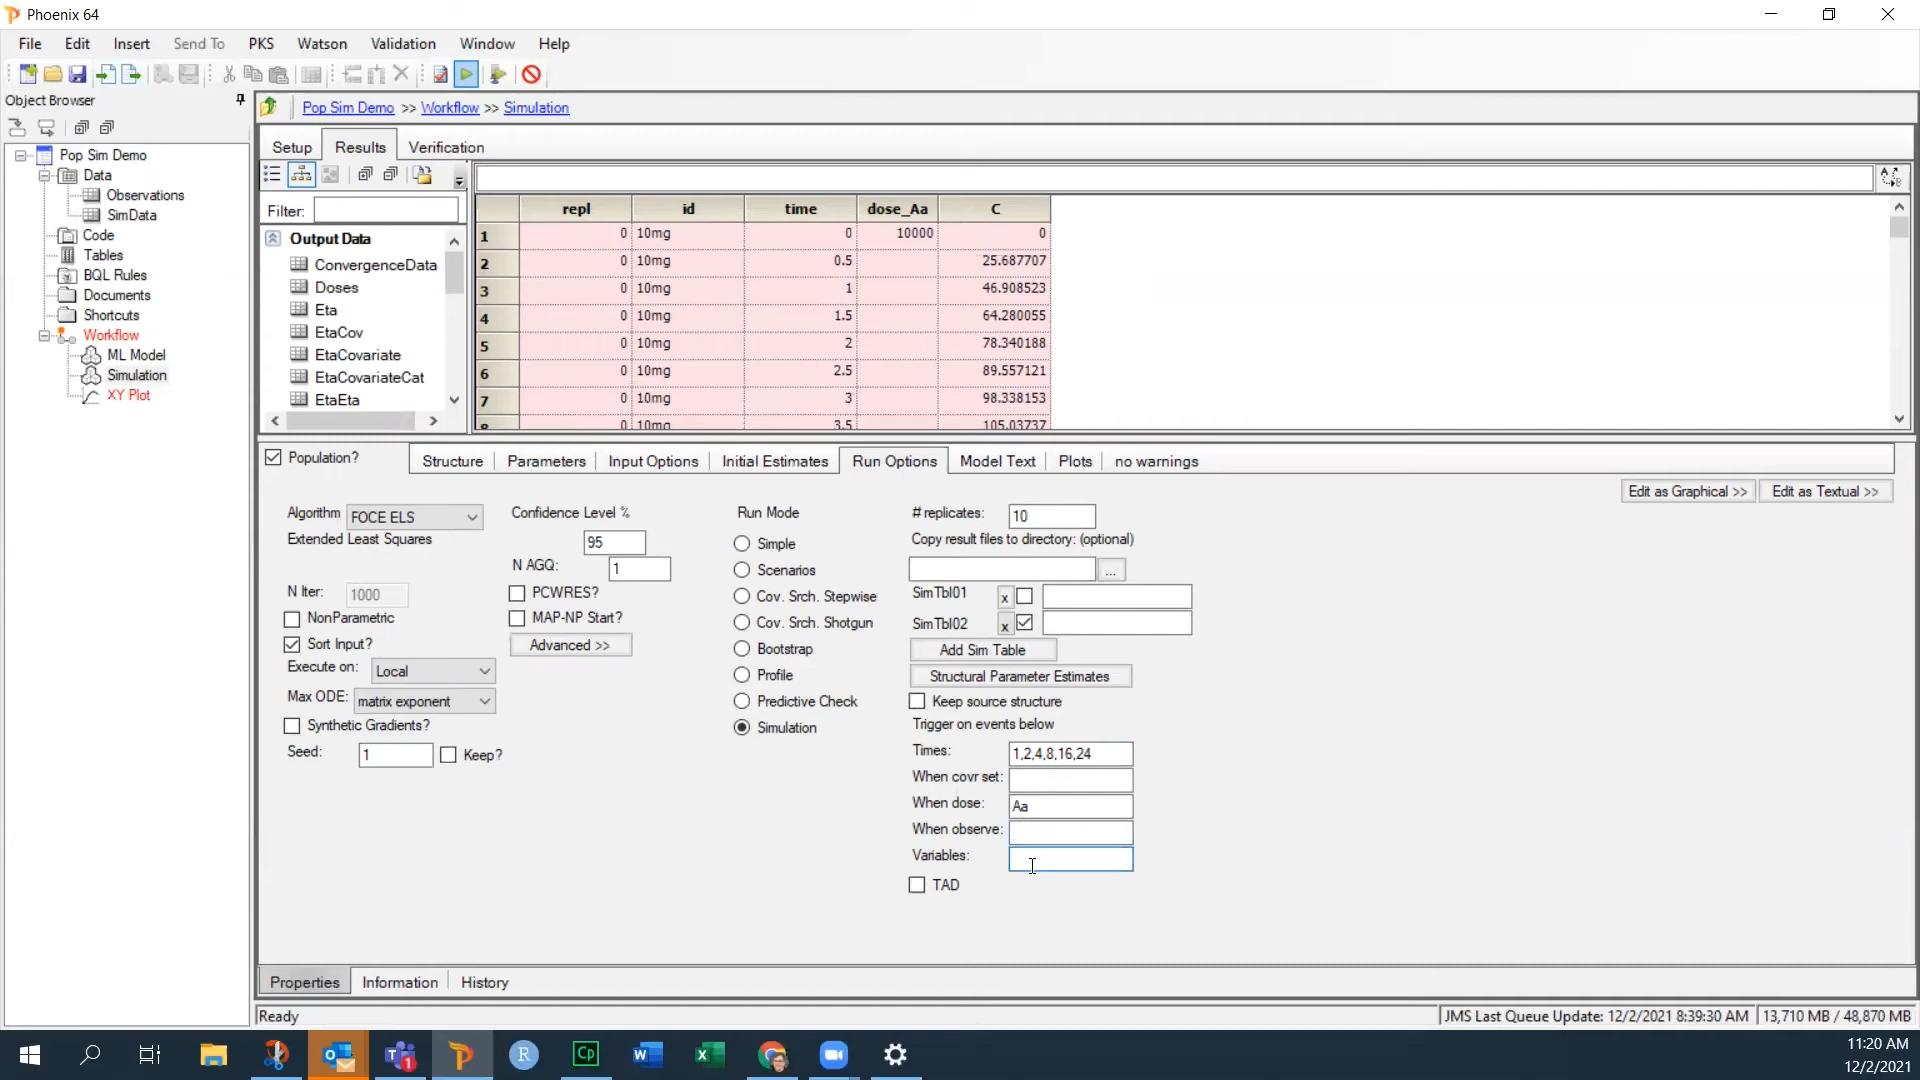 Phoenix 64
File Edit Insert Send To PKS Watson Validation Window Help
Object Browser
Pop Sim Demo >> Workflow >> Simulation
Pop Sim Demo
Data
Observations
SimData
Code
Tables
BQL Rules
Documents
Shortcuts
Workflow
ML Model
Simulation
XY Plot
Setup Results Verification
Filter:
Output Data
ConvergenceData
Doses
Eta
EtaCov
EtaCovariate
EtaCovariateCat
EtaEta
repl id time dose_Aa C
1 0 10mg 0 10000 0
2 0 10mg 0.5 25.687707
3 0 10mg 1 46.908523
4 0 10mg 1.5 64.280055
5 0 10mg 2 78.340188
6 0 10mg 2.5 89.557121
7 0 10mg 3 98.338153
8 0 10mg 3.5 105.03737
Population? Structure Parameters Input Options Initial Estimates Run Options Model Text Plots no warnings
Edit as Graphical >> Edit as Textual >>
Algorithm FOCE ELS
Extended Least Squares
N Iter: 1000
NonParametric
Sort Input?
Execute on: Local
Max ODE: matrix exponent
Synthetic Gradients?
Seed: 1 Keep?
Confidence Level %
95
N AGQ: 1
PCWRES?
MAP-NP Start?
Advanced >>
Run Mode
Simple
Scenarios
Cov. Srch. Stepwise
Cov. Srch. Shotgun
Bootstrap
Profile
Predictive Check
Simulation
# replicates: 10
Copy result files to directory: (optional)
...
SimTbl01 x
SimTbl02 x
Add Sim Table
Structural Parameter Estimates
Keep source structure
Trigger on events below
Times: 1,2,4,8,16,24
When covr set:
When dose: Aa
When observe:
Variables:
TAD
Properties Information History
Ready
JMS Last Queue Update: 12/2/2021 8:39:30 AM 13,710 MB / 48,870 MB
11:20 AM
12/2/2021